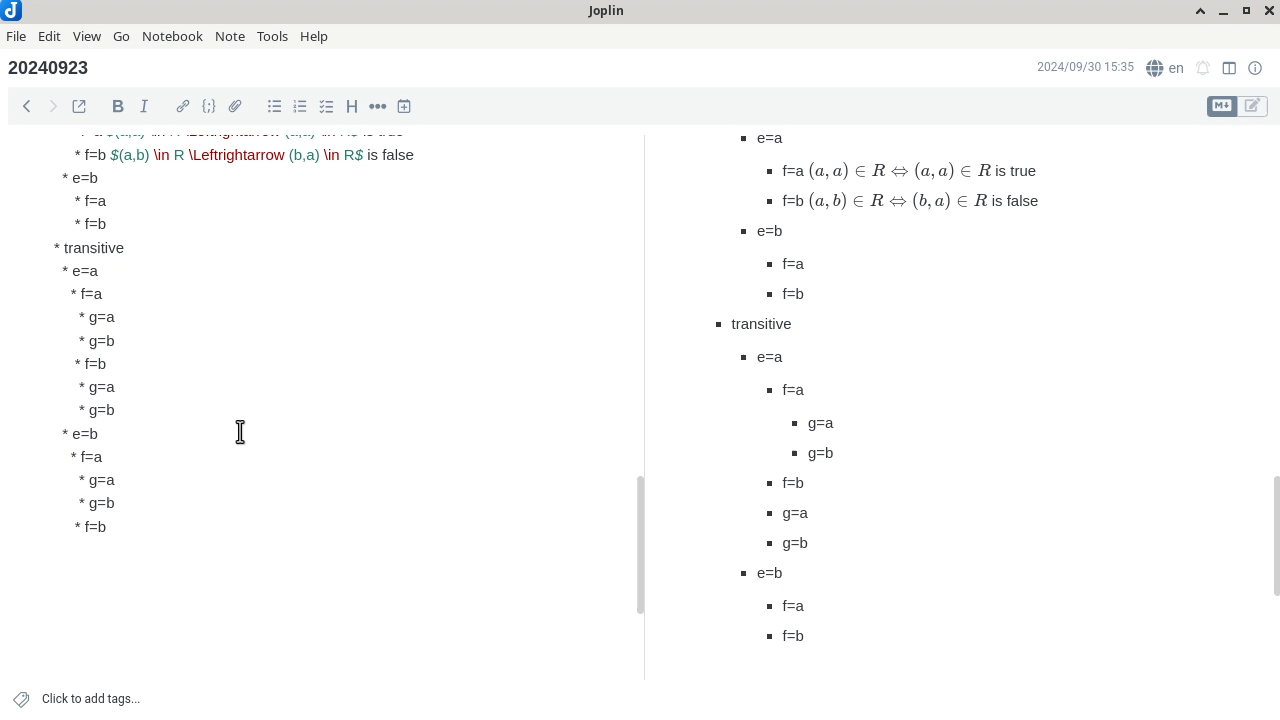 Joplin
File Edit View Go Notebook Note Tools Help
20240923
2024/09/30 15:35
en
* f=b $(a,b) \in R \Leftrightarrow (b,a) \in R$ is false
* e=b
* f=a
* f=b
* transitive
* e=a
* f=a
* g=a
* g=b
* f=b
* g=a
* g=b
* e=b
* f=a
* g=a
* g=b
* f=b
▪ e=a
▪ f=a (a, a) ∈ R ⇔ (a, a) ∈ R is true
▪ f=b (a, b) ∈ R ⇔ (b, a) ∈ R is false
▪ e=b
▪ f=a
▪ f=b
▪ transitive
▪ e=a
▪ f=a
▪ g=a
▪ g=b
▪ f=b
▪ g=a
▪ g=b
▪ e=b
▪ f=a
▪ f=b
Click to add tags...